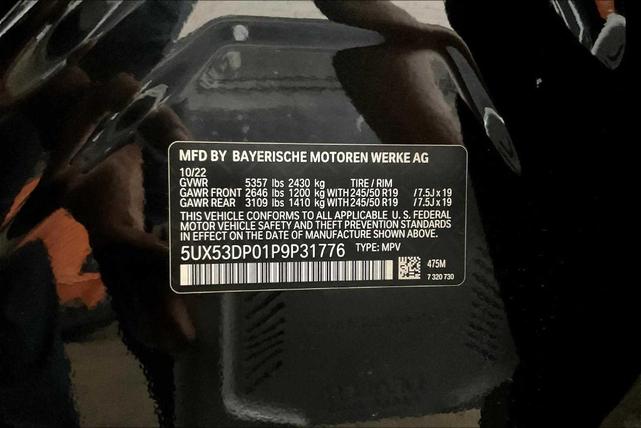 MFD BY BAYERISCHE MOTOREN WERKE AG
10/22
GVWR 5357 lbs 2430 kg TIRE / RIM
GAWR FRONT 2646 lbs 1200 kg WITH 245/50 R19 / 7.5J x 19
GAWR REAR 3109 lbs 1410 kg WITH 245/50 R19 / 7.5J x 19
THIS VEHICLE CONFORMS TO ALL APPLICABLE U. S. FEDERAL
MOTOR VEHICLE SAFETY AND THEFT PREVENTION STANDARDS
IN EFFECT ON THE DATE OF MANUFACTURE SHOWN ABOVE.
5UX53DP01P9P31776 TYPE: MPV
475M
7 320 730